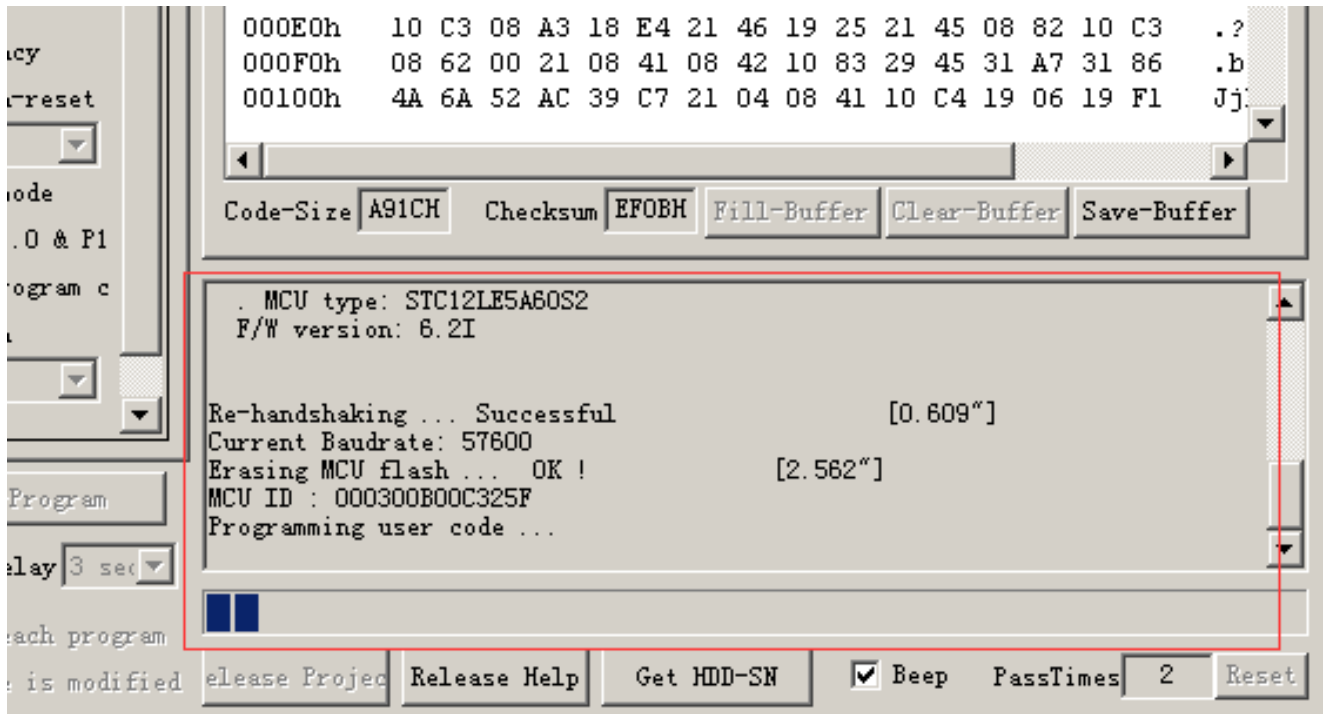 000E0h 10 C3 08 A3 18 E4 21 46 19 25 21 45 08 82 10 C3 .?
000F0h 08 62 00 21 08 41 08 42 10 83 29 45 31 A7 31 86 .b
00100h 4A 6A 52 AC 39 C7 21 04 08 41 10 C4 19 06 19 F1 Jj
-reset
.0 & P1
Code-Size A91CH Checksum EF0BH Fill-Buffer Clear-Buffer Save-Buffer
. MCU type: STC12LE5A60S2
F/W version: 6.2I
Re-handshaking ... Successful [0.609"]
Current Baudrate: 57600
Erasing MCU flash ... OK ! [2.562"]
MCU ID : 000300B00C325F
Programming user code ...
Program
elay 3 sec
each program
is modified
elease Projec Release Help Get HDD-SN Beep PassTimes 2 Reset